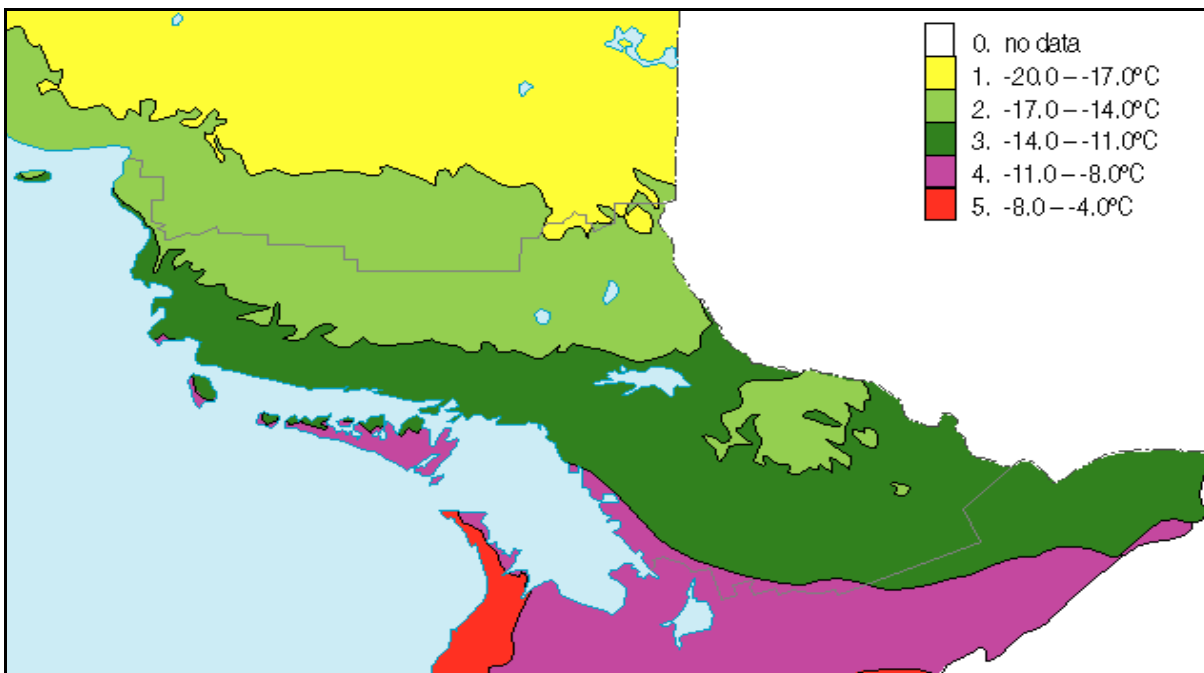 0. no data
1. -20.0 – -17.0ºC
2. -17.0 – -14.0ºC
3. -14.0 – -11.0ºC
4. -11.0 – -8.0ºC
5. -8.0 – -4.0ºC